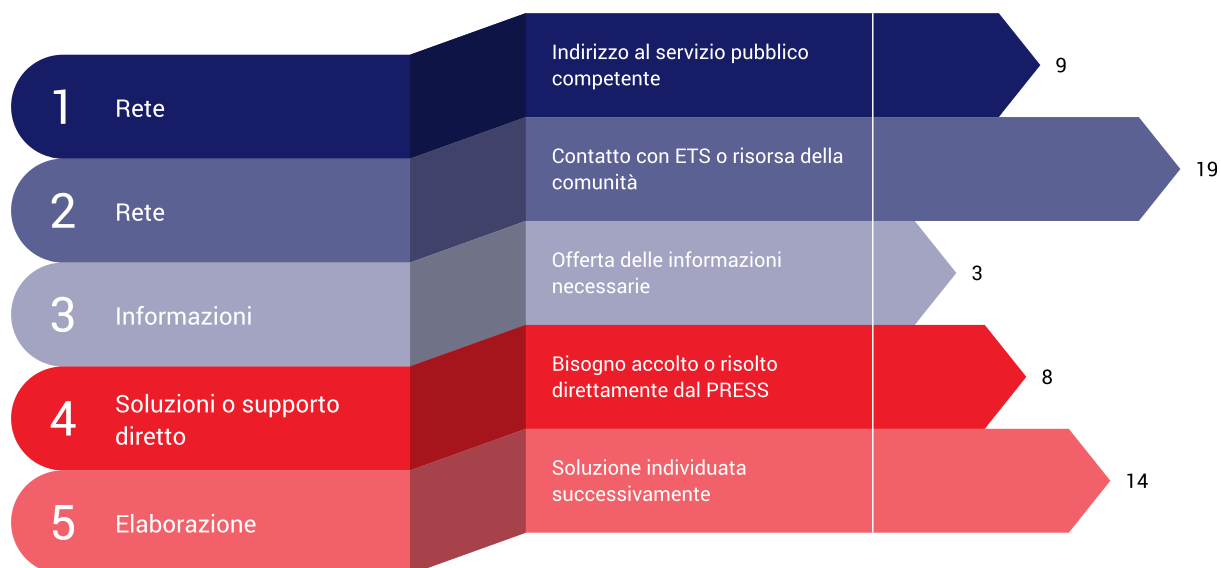 1
Rete
Indirizzo al servizio pubblico
competente
9
2
Rete
Contatto con ETS o risorsa della
comunità
19
3
Informazioni
Offerta delle informazioni
necessarie
3
4
Soluzioni o supporto
diretto
Bisogno accolto o risolto
direttamente dal PRESS
8
5
Elaborazione
Soluzione individuata
successivamente
14